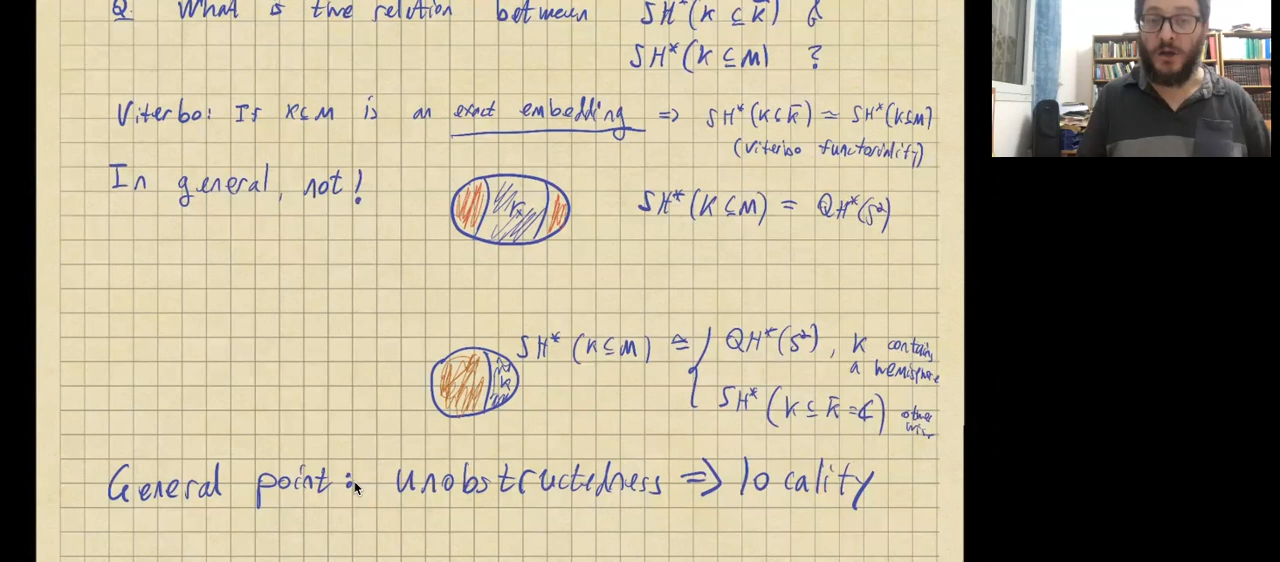 Q. What is the relation between SH*(K ⊆ K̄) &
SH*(K ⊆ M) ?
Viterbo: If K⊆M is an exact embedding => SH*(K⊆K̄) ≃ SH*(K⊆M)
(Viterbo functoriality)
In general, not!
K
SH*(K ⊆ M) = QH*(S²)
SH*(K ⊆ M) ≅ { QH*(S²), K contains a hemisphere
SH*(K ⊆ K̄ = ℂ) otherwise
K
General point: unobstructedness => locality